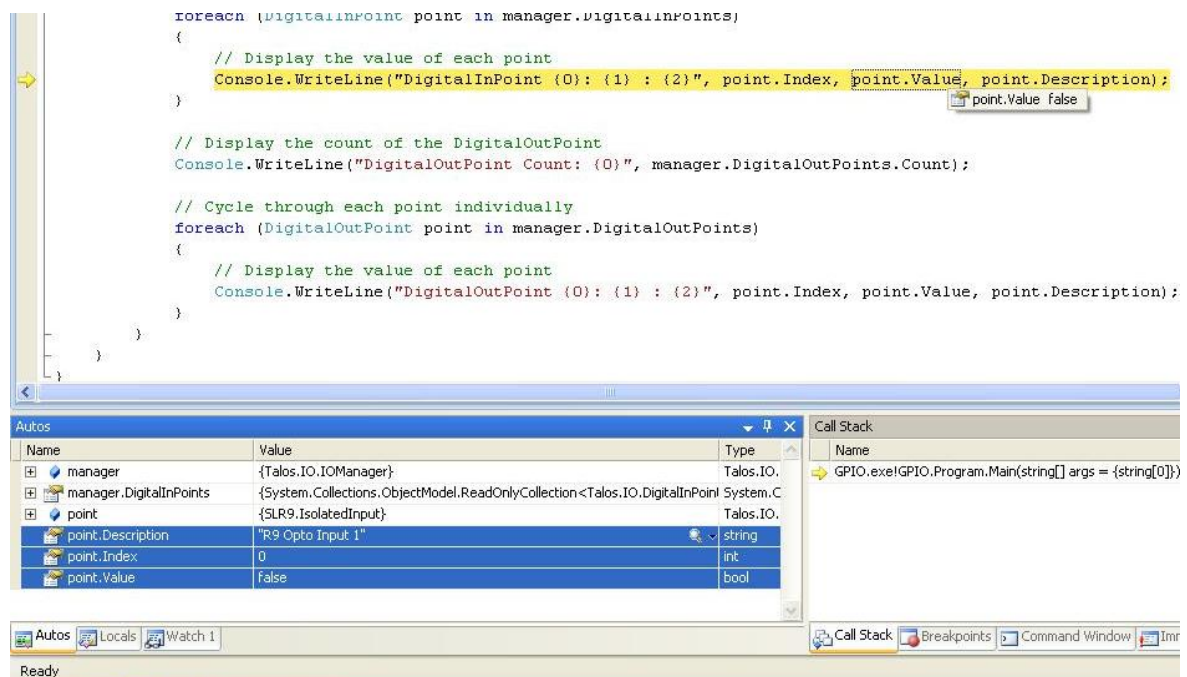 foreach (DigitalInPoint point in manager.DigitalInPoints)
{
// Display the value of each point
Console.WriteLine("DigitalInPoint {0}: {1} : {2}", point.Index, point.Value, point.Description);
point.Value false
}
// Display the count of the DigitalOutPoint
Console.WriteLine("DigitalOutPoint Count: {0}", manager.DigitalOutPoints.Count);
// Cycle through each point individually
foreach (DigitalOutPoint point in manager.DigitalOutPoints)
{
// Display the value of each point
Console.WriteLine("DigitalOutPoint {0}: {1} : {2}", point.Index, point.Value, point.Description);
}
}
}
}
Autos
Name Value Type
manager {Talos.IO.IOManager} Talos.IO.
manager.DigitalInPoints {System.Collections.ObjectModel.ReadOnlyCollection<Talos.IO.DigitalInPoint System.C
point {SLR9.IsolatedInput} Talos.IO.
point.Description "R9 Opto Input 1" string
point.Index 0 int
point.Value false bool
Autos Locals Watch 1
Call Stack
Name
GPIO.exe!GPIO.Program.Main(string[] args = {string[0]})
Call Stack Breakpoints Command Window Imr
Ready